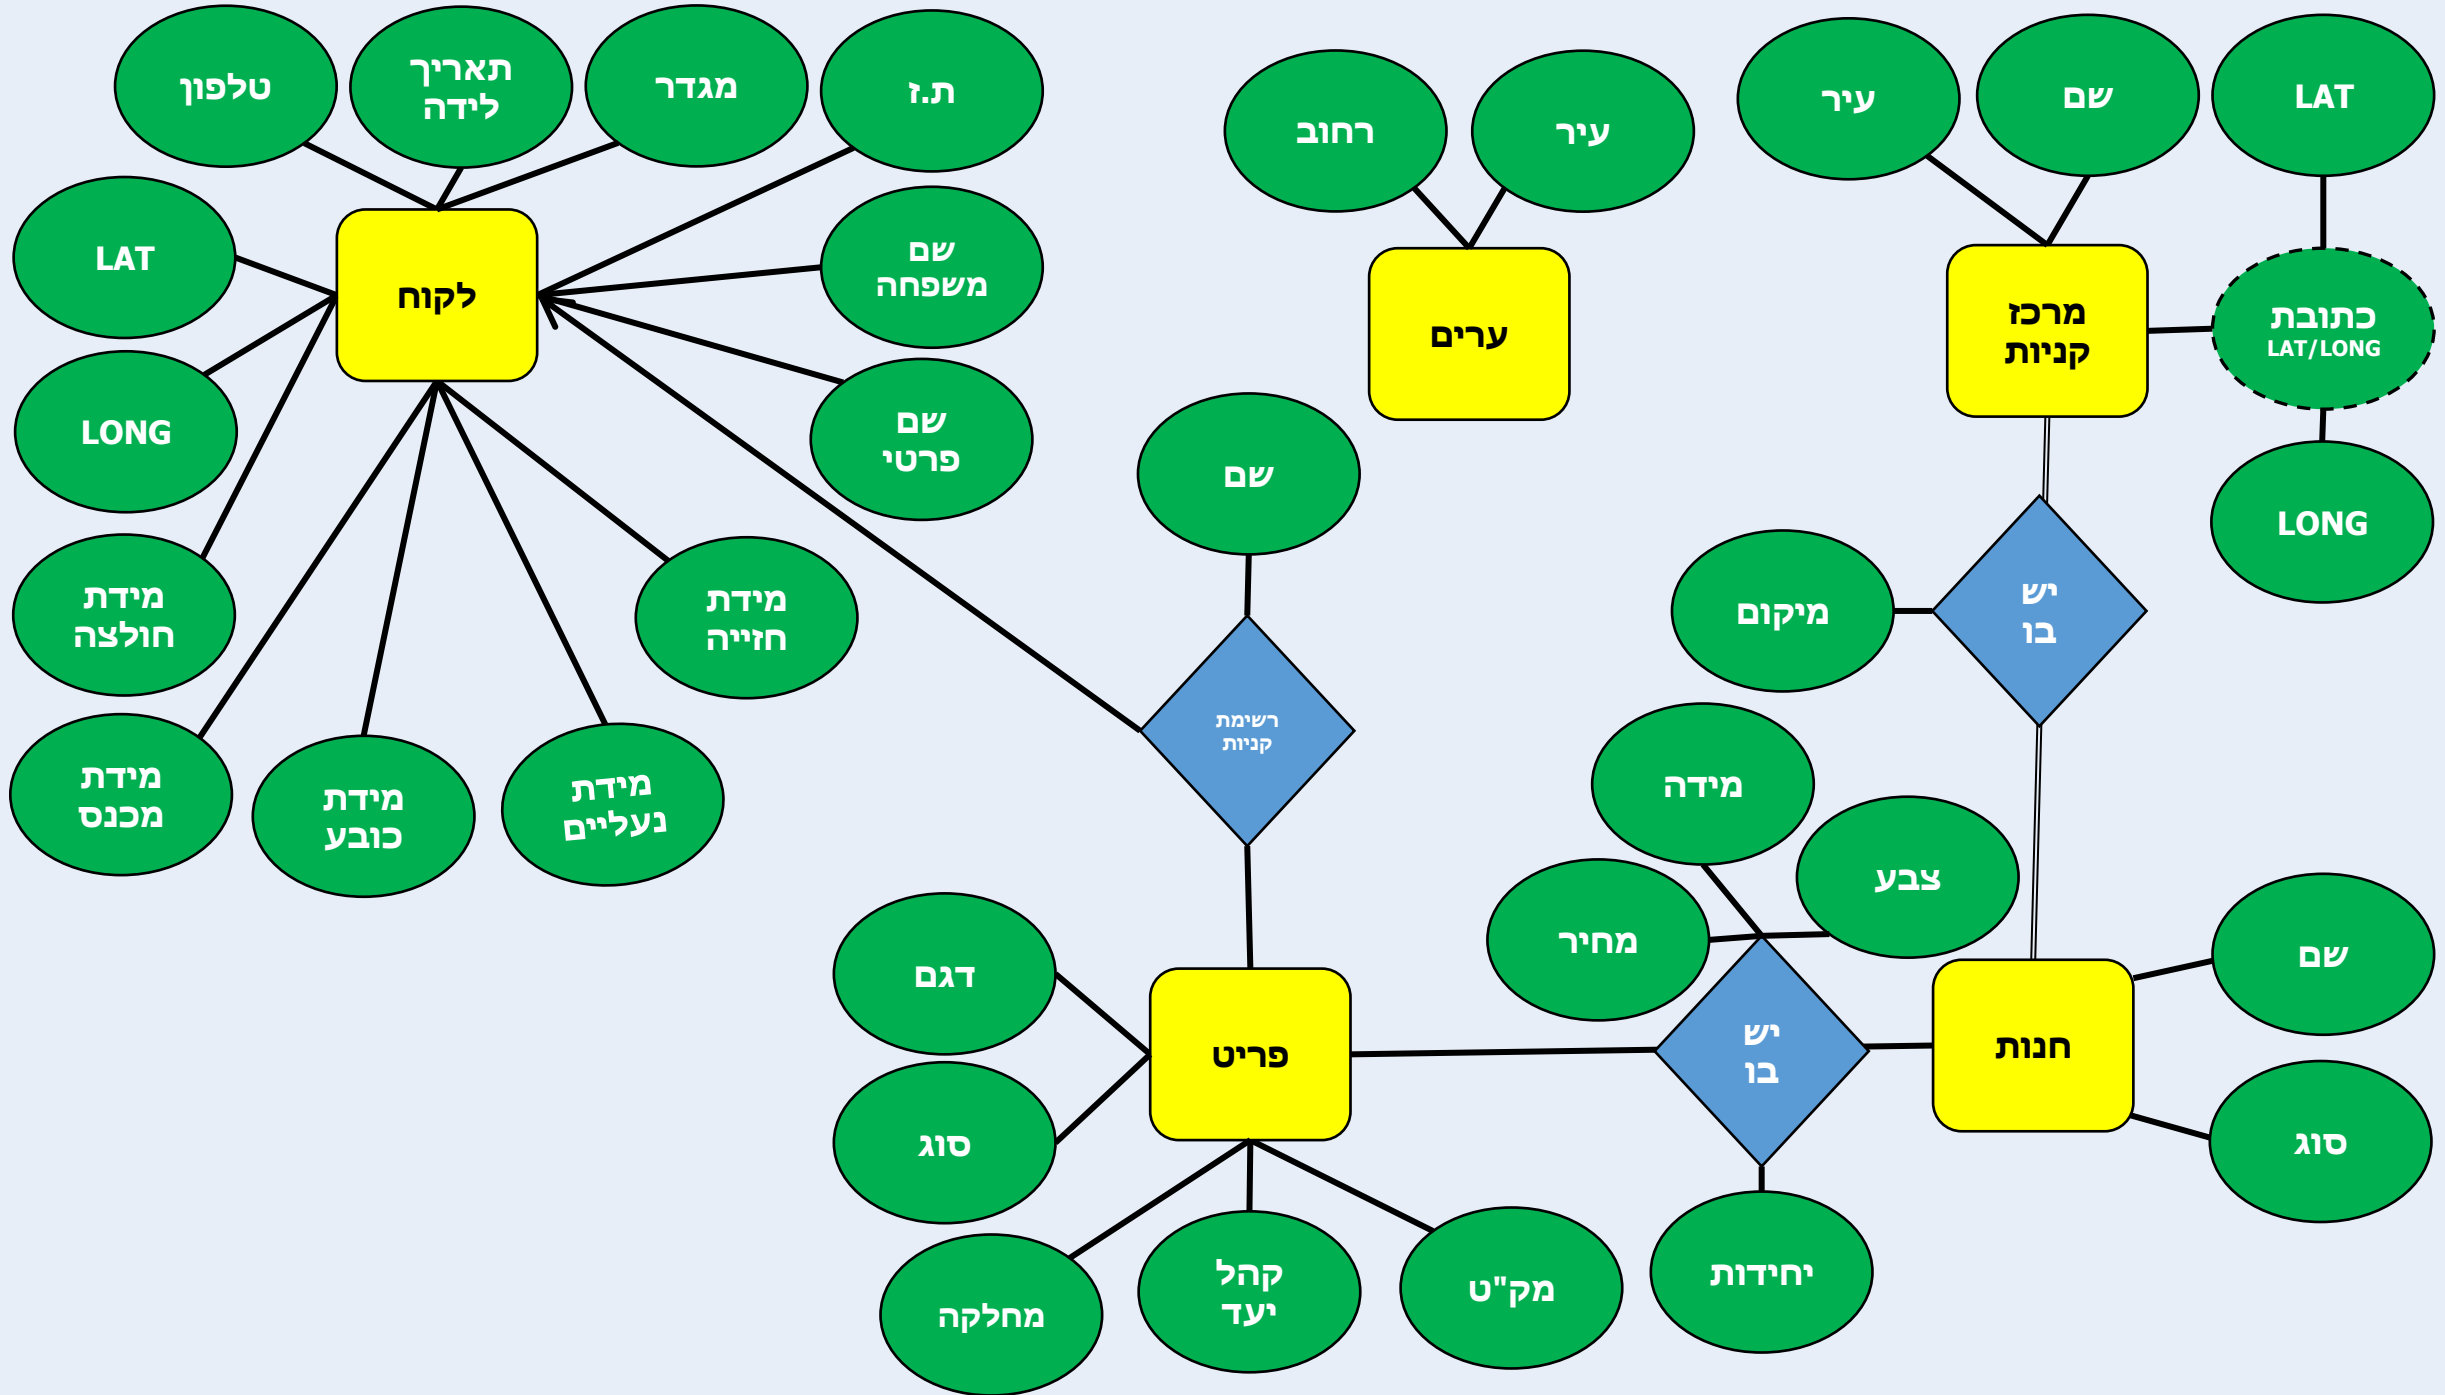 עיר
שם
LAT
רחוב
עיר
טלפון
תאריך
לידה
מגדר
ת.ז
LAT
לקוח
שם
משפחה
ערים
מרכז
קניות
כתובת
LAT/LONG
LONG
שם
פרטי
שם
LONG
מידת
חולצה
מידת
חזייה
מיקום
יש
בו
רשימת
קניות
מידת
מכנס
מידת
כובע
מידת
נעליים
מידה
צבע
מחיר
דגם
שם
פריט
יש
בו
חנות
סוג
סוג
מחלקה
קהל
יעד
מק"ט
יחידות